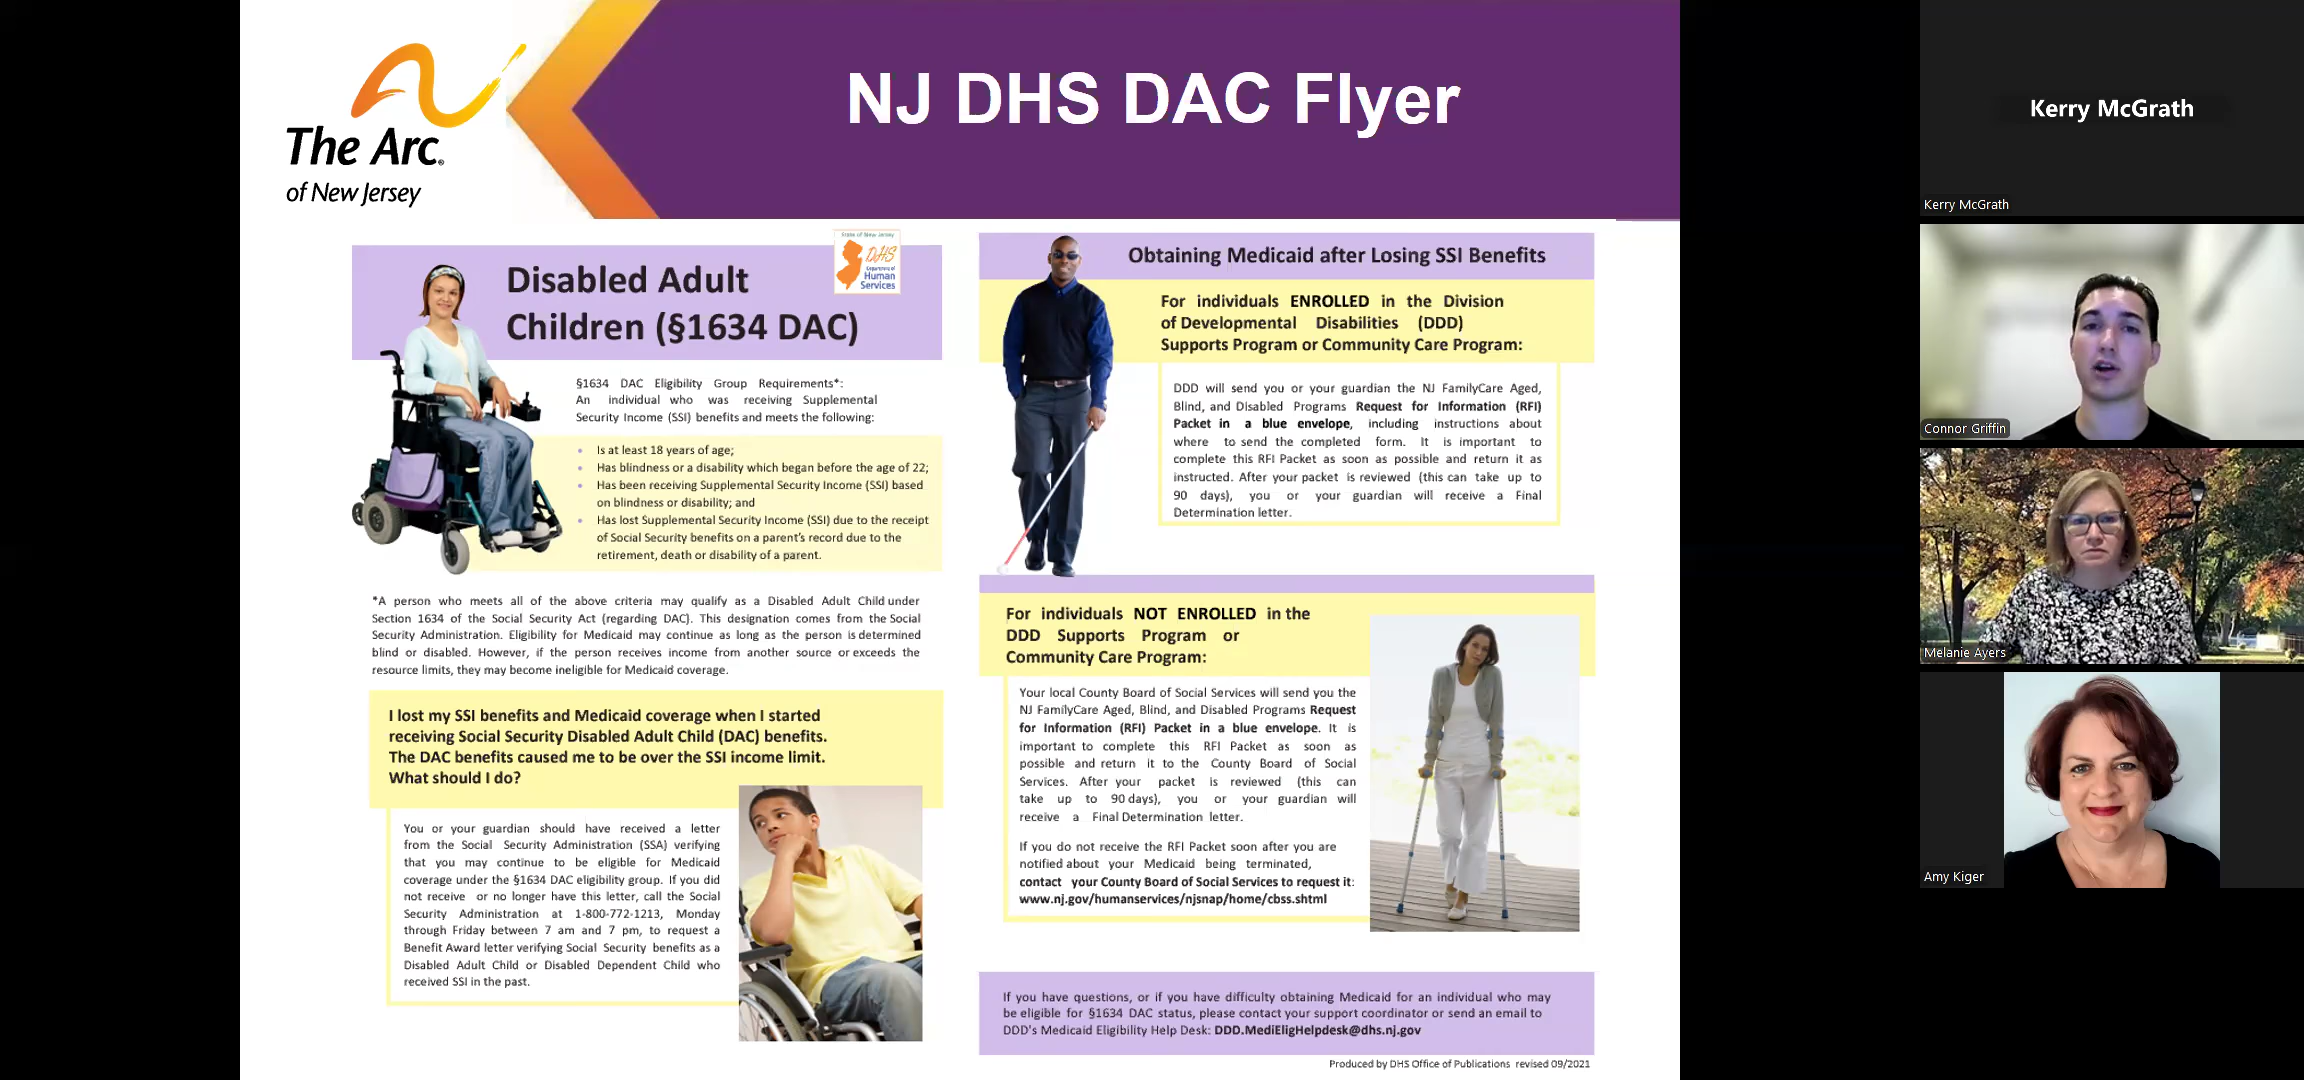 The Arc®
of New Jersey
NJ DHS DAC Flyer
Disabled Adult
Children (§1634 DAC)
State of New Jersey
DHS
Department of
Human
Services
§1634 DAC Eligibility Group Requirements*:
An individual who was receiving Supplemental
Security Income (SSI) benefits and meets the following:
• Is at least 18 years of age;
• Has blindness or a disability which began before the age of 22;
• Has been receiving Supplemental Security Income (SSI) based
on blindness or disability; and
• Has lost Supplemental Security Income (SSI) due to the receipt
of Social Security benefits on a parent's record due to the
retirement, death or disability of a parent.
*A person who meets all of the above criteria may qualify as a Disabled Adult Child under
Section 1634 of the Social Security Act (regarding DAC). This designation comes from the Social
Security Administration. Eligibility for Medicaid may continue as long as the person is determined
blind or disabled. However, if the person receives income from another source or exceeds the
resource limits, they may become ineligible for Medicaid coverage.
I lost my SSI benefits and Medicaid coverage when I started
receiving Social Security Disabled Adult Child (DAC) benefits.
The DAC benefits caused me to be over the SSI income limit.
What should I do?
You or your guardian should have received a letter
from the Social Security Administration (SSA) verifying
that you may continue to be eligible for Medicaid
coverage under the §1634 DAC eligibility group. If you did
not receive or no longer have this letter, call the Social
Security Administration at 1-800-772-1213, Monday
through Friday between 7 am and 7 pm, to request a
Benefit Award letter verifying Social Security benefits as a
Disabled Adult Child or Disabled Dependent Child who
received SSI in the past.
Obtaining Medicaid after Losing SSI Benefits
For individuals ENROLLED in the Division
of Developmental Disabilities (DDD)
Supports Program or Community Care Program:
DDD will send you or your guardian the NJ FamilyCare Aged,
Blind, and Disabled Programs Request for Information (RFI)
Packet in a blue envelope, including instructions about
where to send the completed form. It is important to
complete this RFI Packet as soon as possible and return it as
instructed. After your packet is reviewed (this can take up to
90 days), you or your guardian will receive a Final
Determination letter.
For individuals NOT ENROLLED in the
DDD Supports Program or
Community Care Program:
Your local County Board of Social Services will send you the
NJ FamilyCare Aged, Blind, and Disabled Programs Request
for Information (RFI) Packet in a blue envelope. It is
important to complete this RFI Packet as soon as
possible and return it to the County Board of Social
Services. After your packet is reviewed (this can
take up to 90 days), you or your guardian will
receive a Final Determination letter.
If you do not receive the RFI Packet soon after you are
notified about your Medicaid being terminated,
contact your County Board of Social Services to request it:
www.nj.gov/humanservices/njsnap/home/cbss.shtml
If you have questions, or if you have difficulty obtaining Medicaid for an individual who may
be eligible for §1634 DAC status, please contact your support coordinator or send an email to
DDD's Medicaid Eligibility Help Desk: DDD.MediEligHelpdesk@dhs.nj.gov
Produced by DHS Office of Publications revised 09/2021
Kerry McGrath
Kerry McGrath
Connor Griffin
Melanie Ayers
Amy Kiger